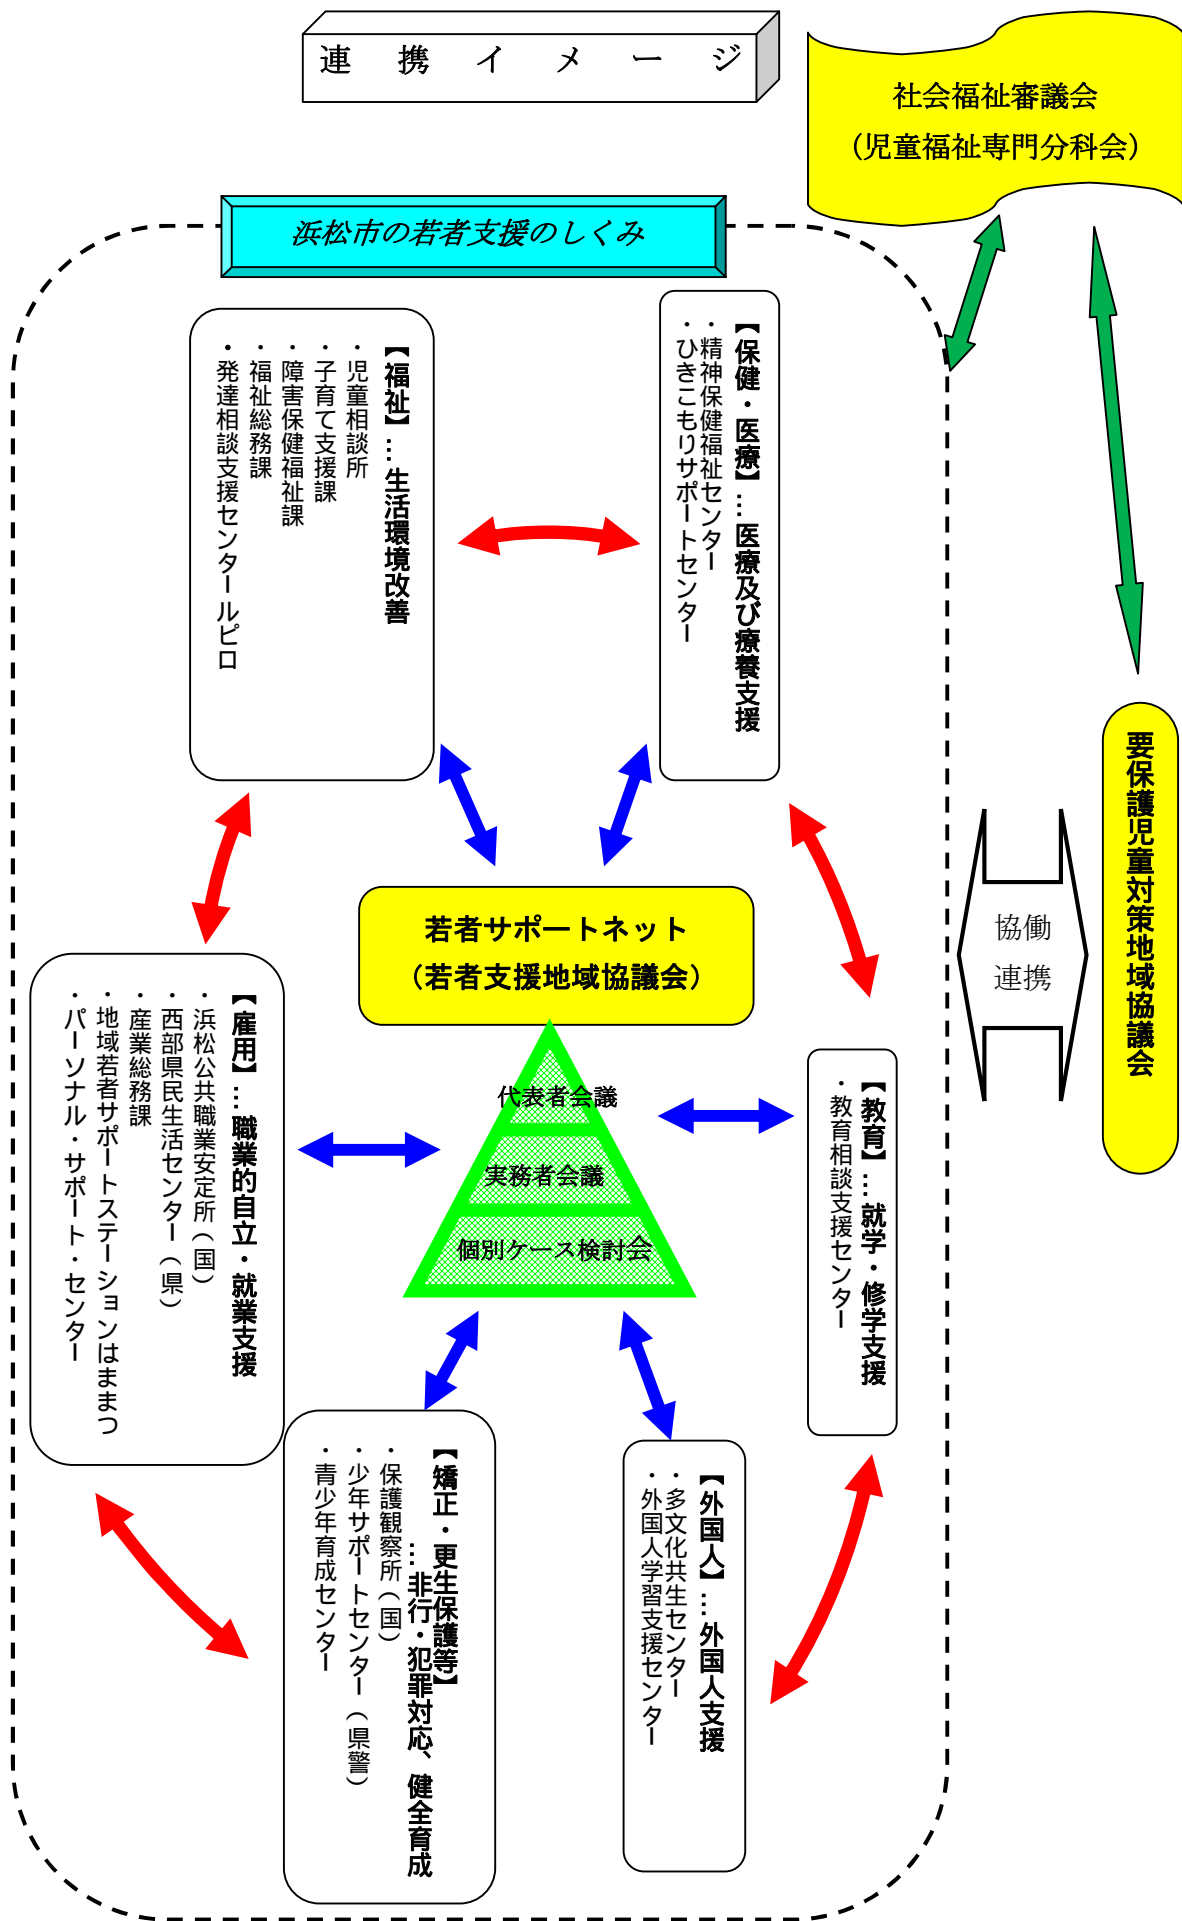 連携イメージ
社会福祉審議会
（児童福祉専門分科会）
浜松市の若者支援のしくみ
【福祉】…生活環境改善
・児童相談所
・子育て支援課
・障害保健福祉課
・福祉総務課
・発達相談支援センタールピロ
【保健・医療】…医療及び療養支援
・精神保健福祉センター
・ひきこもりサポートセンター
要保護児童対策地域協議会
協働
連携
若者サポートネット
（若者支援地域協議会）
代表者会議
実務者会議
個別ケース検討会
【雇用】…職業的自立・就業支援
・浜松公共職業安定所（国）
・西部県民生活センター（県）
・産業総務課
・地域若者サポートステーションはままつ
・パーソナル・サポート・センター
【教育】…就学・修学支援
・教育相談支援センター
【矯正・更生保護等】
…非行・犯罪対応、健全育成
・保護観察所（国）
・少年サポートセンター（県警）
・青少年育成センター
【外国人】…外国人支援
・多文化共生センター
・外国人学習支援センター